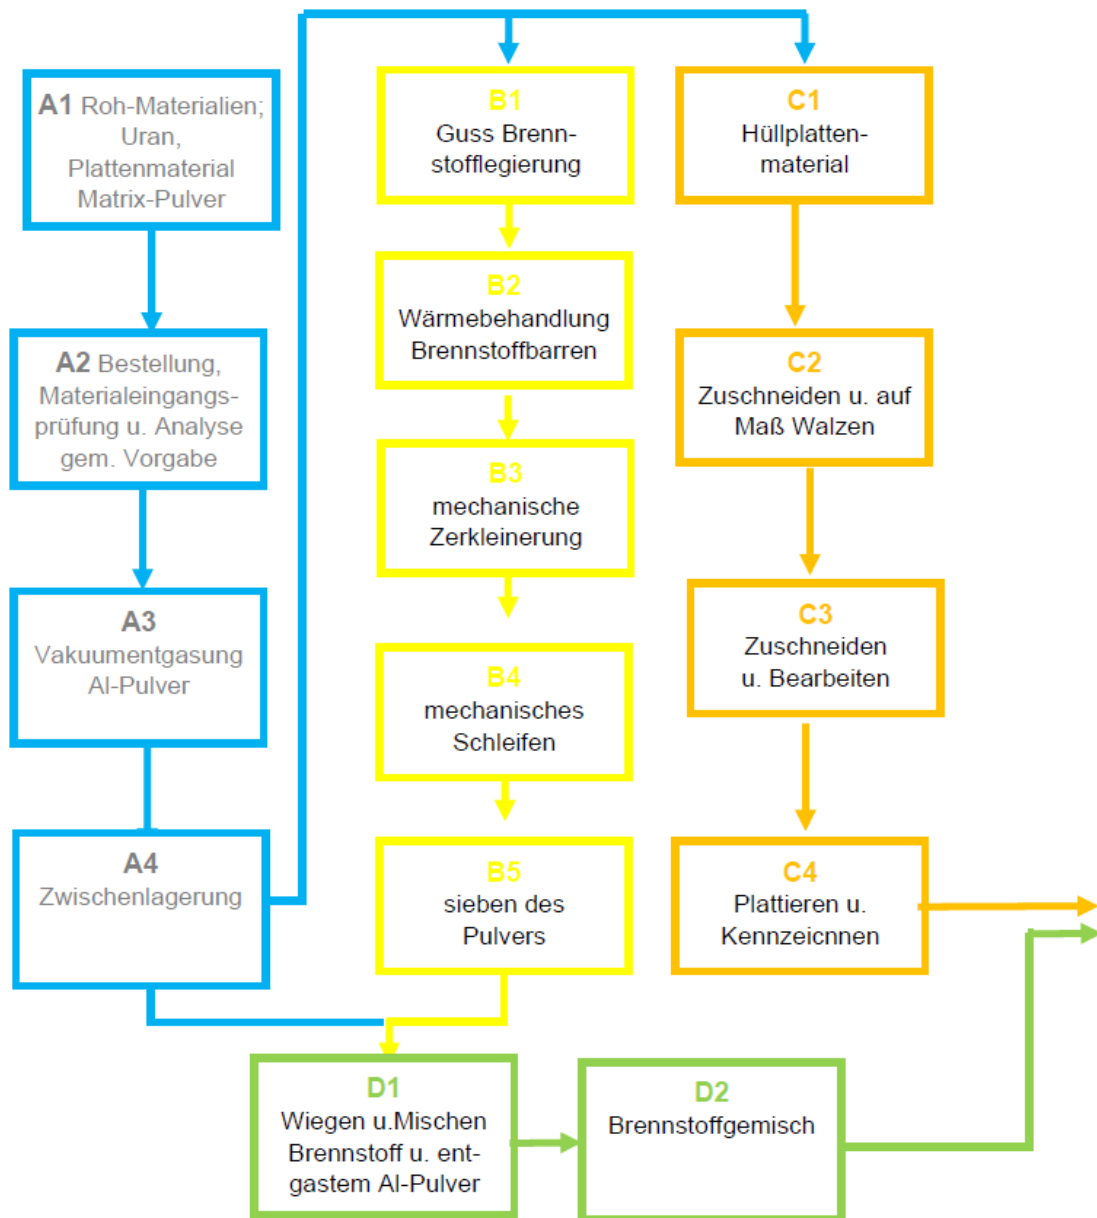 A1 Roh-Materialien;
Uran,
Plattenmaterial
Matrix-Pulver
A2 Bestellung,
Materialeingangs-
prüfung u. Analyse
gem. Vorgabe
A3
Vakuumentgasung
Al-Pulver
A4
Zwischenlagerung
B1
Guss Brenn-
stofflegierung
B2
Wärmebehandlung
Brennstoffbarren
B3
mechanische
Zerkleinerung
B4
mechanisches
Schleifen
B5
sieben des
Pulvers
C1
Hüllplatten-
material
C2
Zuschneiden u. auf
Maß Walzen
C3
Zuschneiden
u. Bearbeiten
C4
Plattieren u.
Kennzeicnnen
D1
Wiegen u.Mischen
Brennstoff u. ent-
gastem Al-Pulver
D2
Brennstoffgemisch